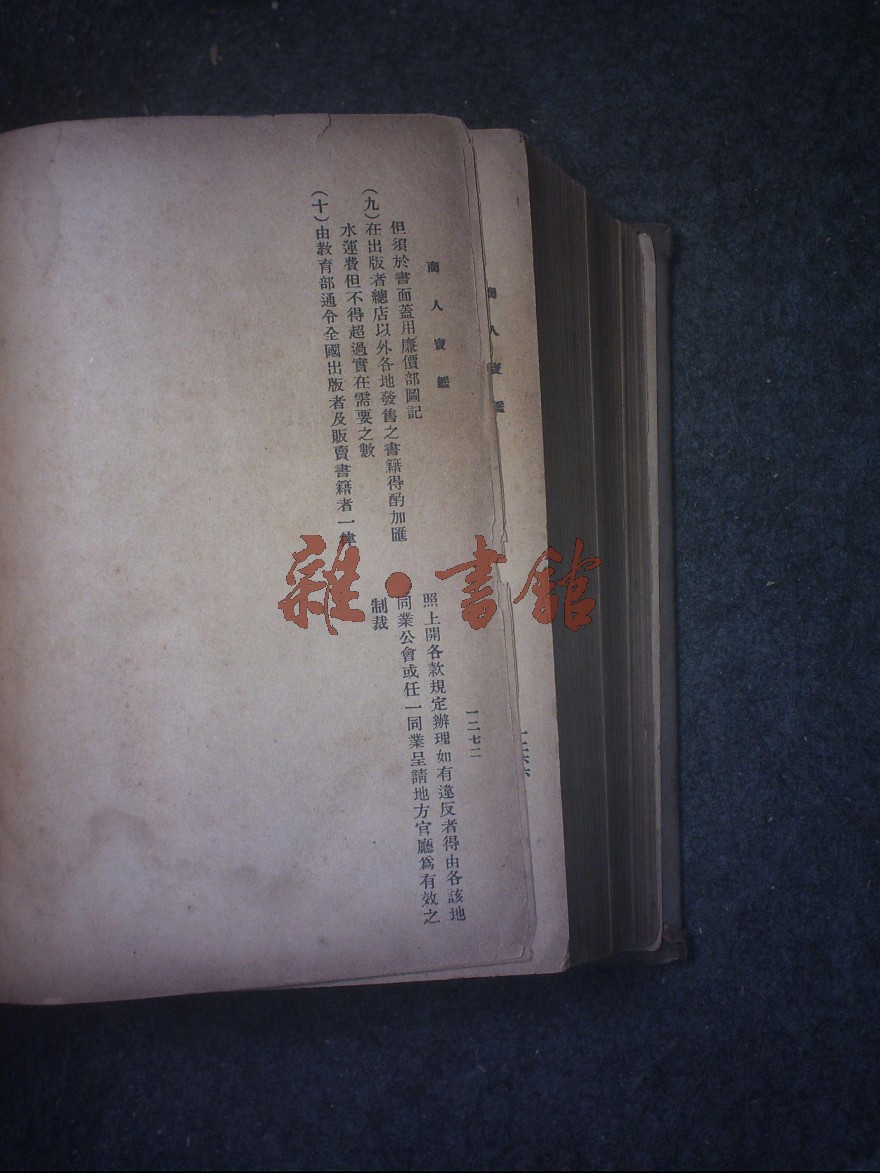 商人寶鑑
一二七二
但須於書面蓋用廉價部圖記
(九)在出版者總店以外各地發售之書籍得酌加匯
水運費但不得超過實在需要之數
(十)由教育部通令全國出版者及販賣書籍者一律
照上開各款規定辦理如有違反者得由各該地
同業公會或任一同業呈請地方官廳爲有效之
制裁
商人寶鑑
雜·書館